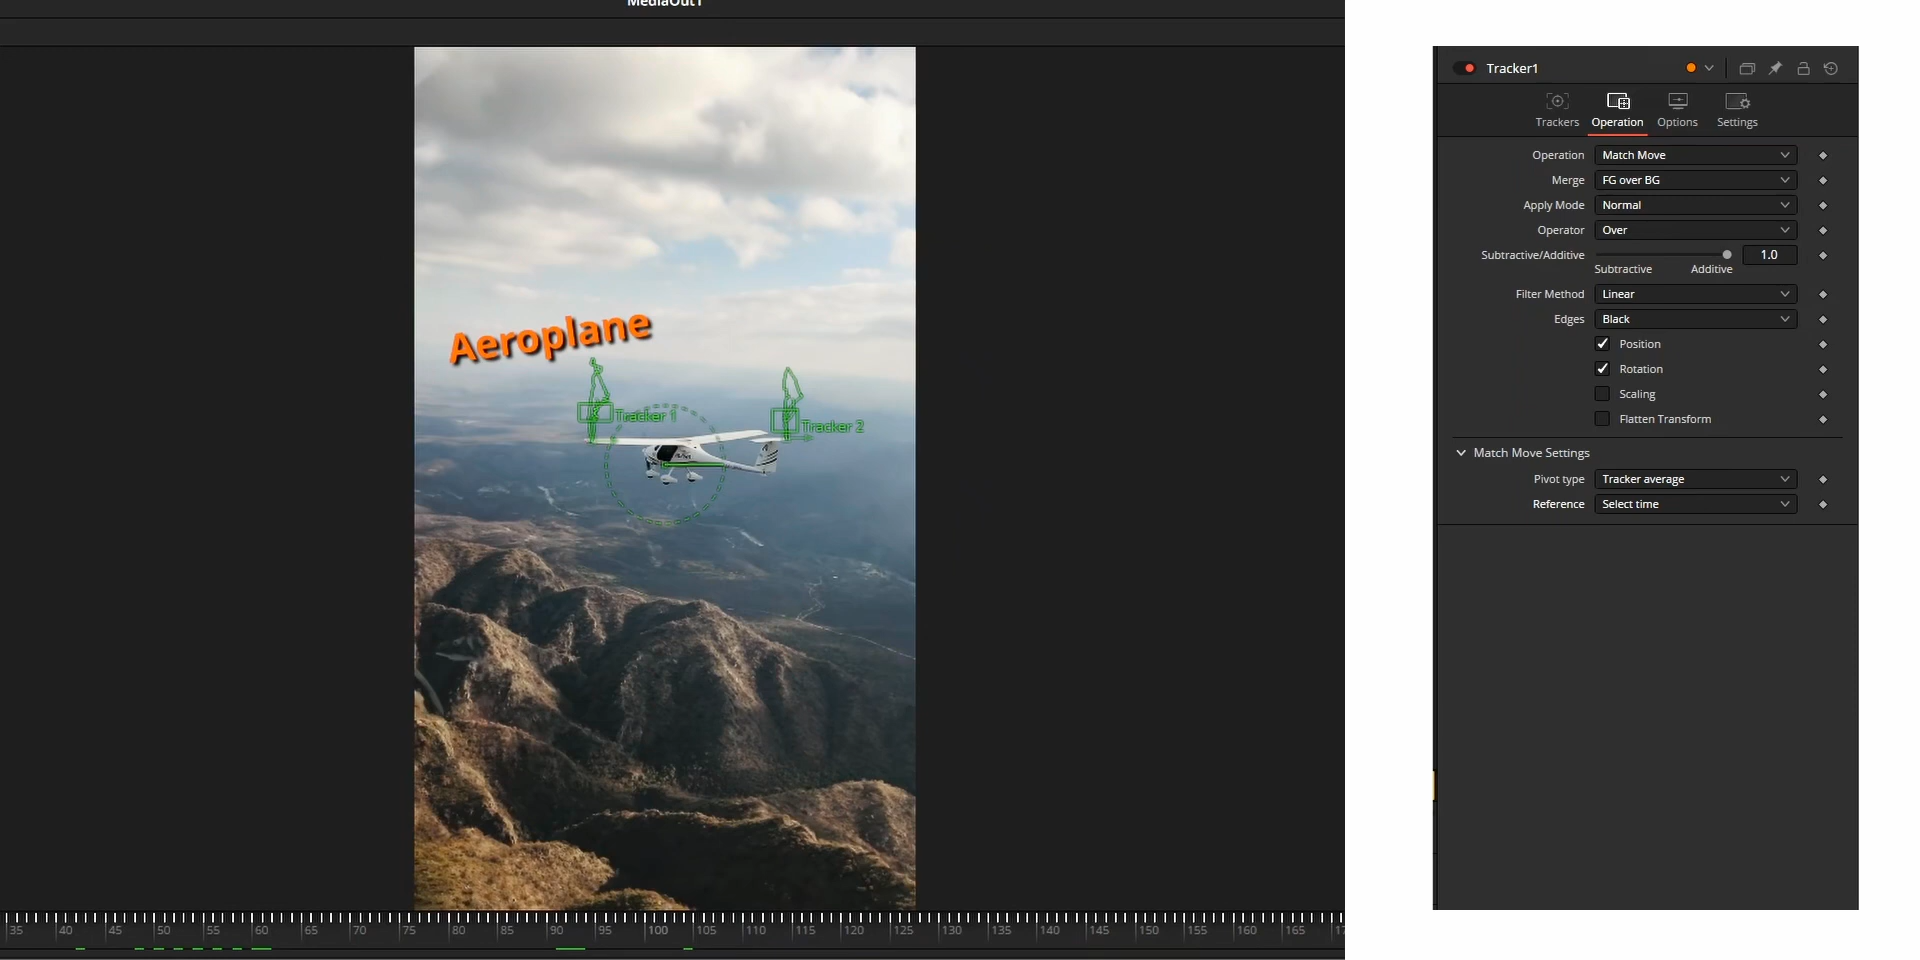 MediaOut1
Tracker1
Trackers
Operation
Options
Settings
Operation
Match Move
Merge
FG over BG
Apply Mode
Normal
Operator
Over
Subtractive/Additive
1.0
Subtractive
Additive
Filter Method
Linear
Edges
Black
Position
Rotation
Scaling
Flatten Transform
Match Move Settings
Pivot type
Tracker average
Reference
Select time
Aeroplane
Tracker 1
Tracker 2
35 40 45 50 55 60 65 70 75 80 85 90 95 100 105 110 115 120 125 130 135 140 145 150 155 160 165